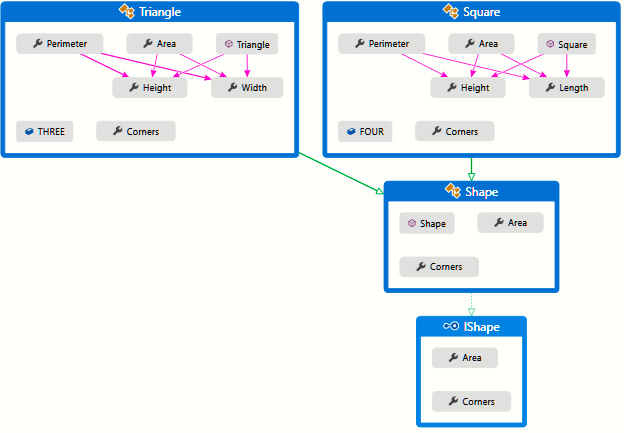 Triangle
Perimeter
Area
Triangle
Height
Width
THREE
Corners
Square
Perimeter
Area
Square
Height
Length
FOUR
Corners
Shape
Shape
Area
Corners
IShape
Area
Corners